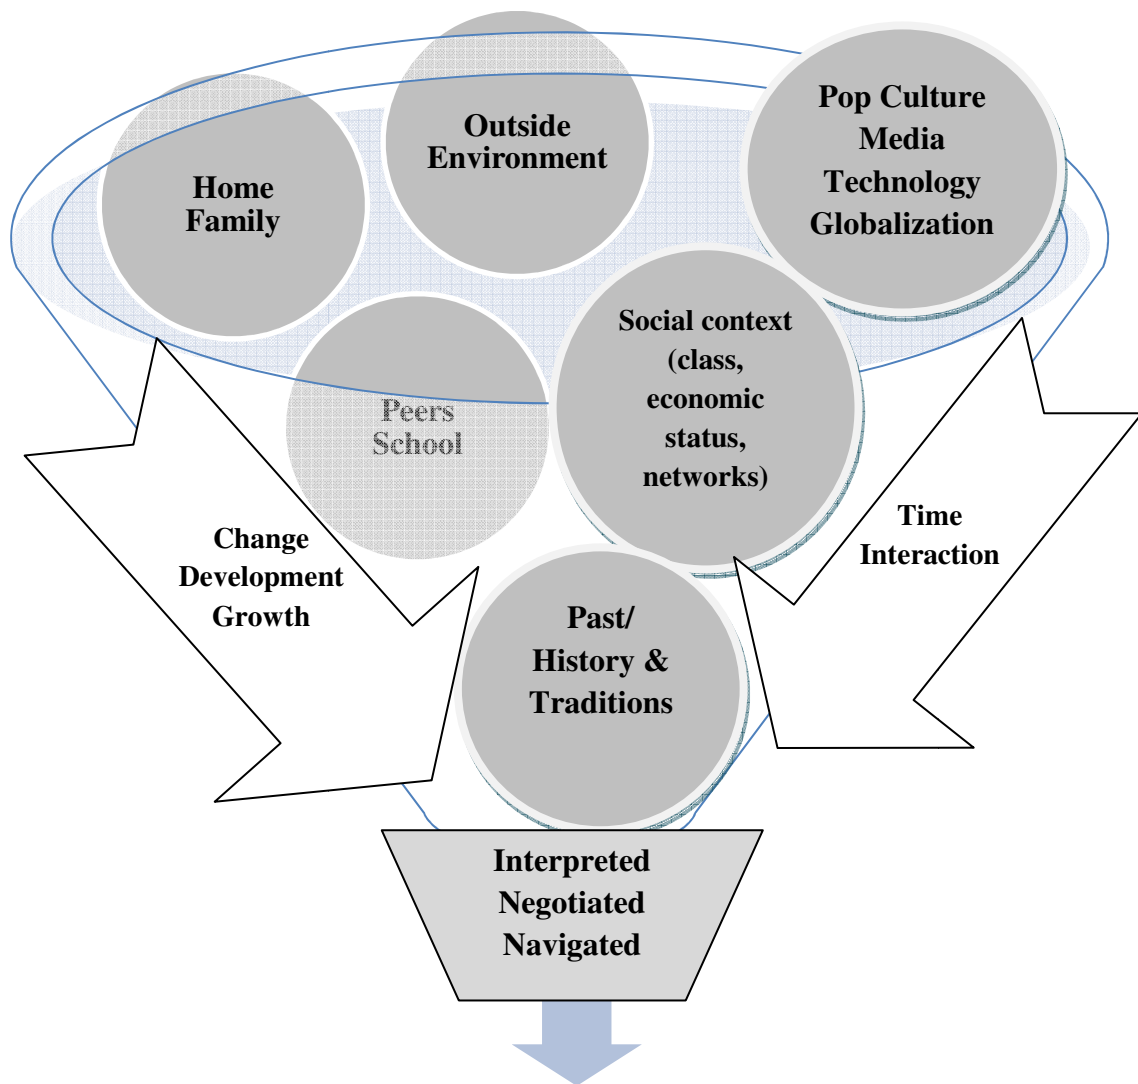 Home
Family
Outside
Environment
Pop Culture
Media
Technology
Globalization
Peers
School
Social context
(class,
economic
status,
networks)
Change
Development
Growth
Time
Interaction
Past/
History &
Traditions
Interpreted
Negotiated
Navigated